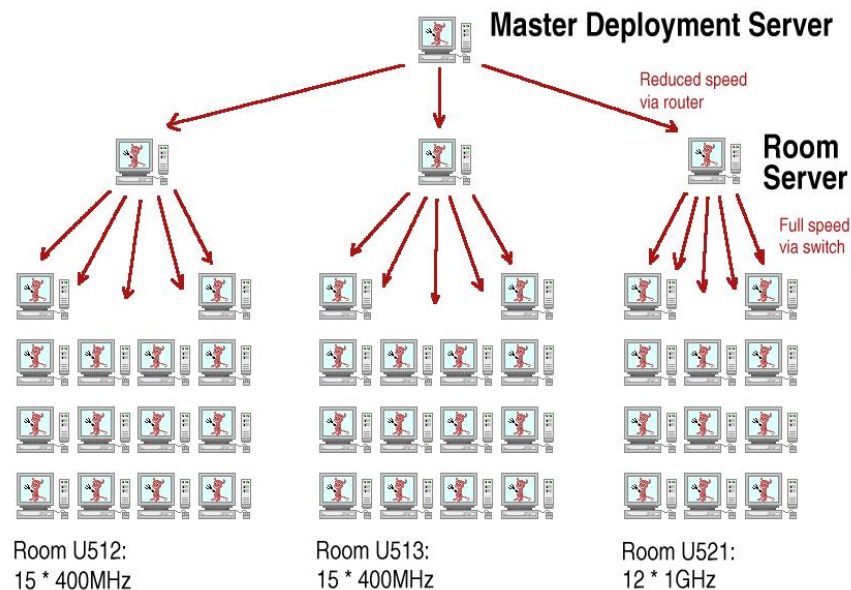 Master Deployment Server
Reduced speed
via router
Room
Server
Full speed
via switch
Room U512:
15 * 400MHz
Room U513:
15 * 400MHz
Room U521:
12 * 1GHz